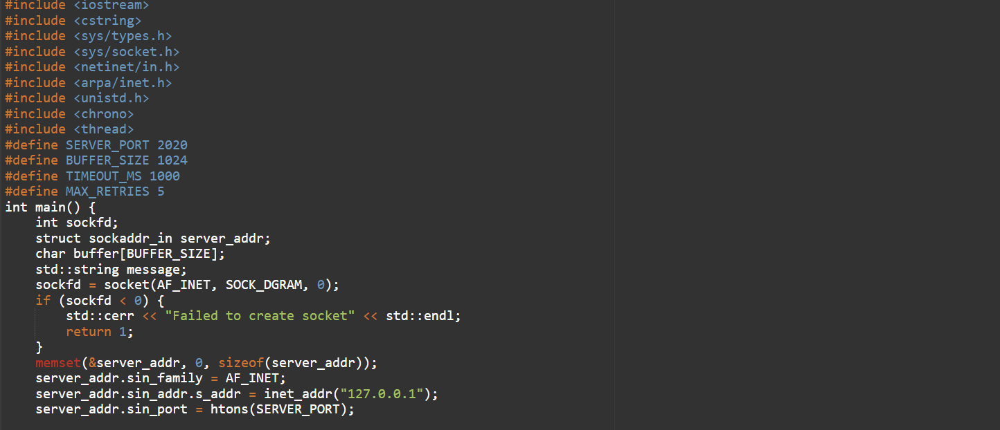 #include <iostream>
#include <cstring>
#include <sys/types.h>
#include <sys/socket.h>
#include <netinet/in.h>
#include <arpa/inet.h>
#include <unistd.h>
#include <chrono>
#include <thread>
#define SERVER_PORT 2020
#define BUFFER_SIZE 1024
#define TIMEOUT_MS 1000
#define MAX_RETRIES 5
int main() {
    int sockfd;
    struct sockaddr_in server_addr;
    char buffer[BUFFER_SIZE];
    std::string message;
    sockfd = socket(AF_INET, SOCK_DGRAM, 0);
    if (sockfd < 0) {
        std::cerr << "Failed to create socket" << std::endl;
        return 1;
    }
    memset(&server_addr, 0, sizeof(server_addr));
    server_addr.sin_family = AF_INET;
    server_addr.sin_addr.s_addr = inet_addr("127.0.0.1");
    server_addr.sin_port = htons(SERVER_PORT);